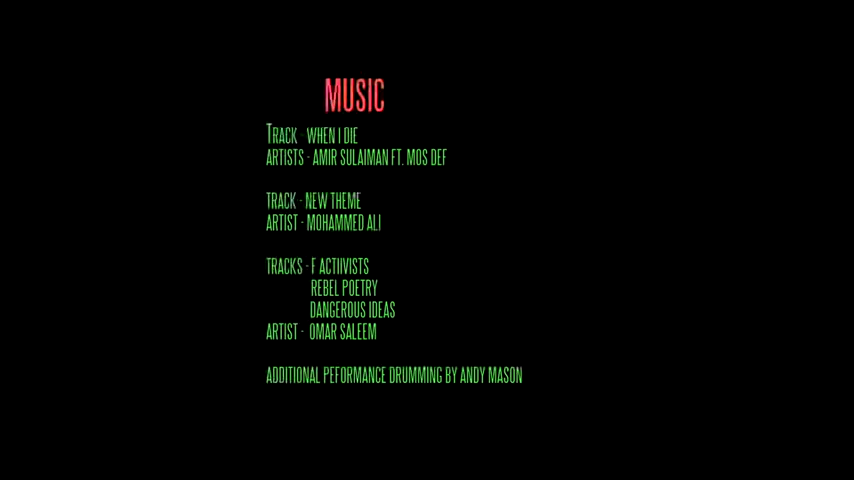 MUSIC
TRACK - WHEN I DIE
ARTISTS - AMIR SULAIMAN FT. MOS DEF
TRACK - NEW THEME
ARTIST - MOHAMMED ALI
TRACKS - F ACTIIVISTS
REBEL POETRY
DANGEROUS IDEAS
ARTIST - OMAR SALEEM
ADDITIONAL PEFORMANCE DRUMMING BY ANDY MASON